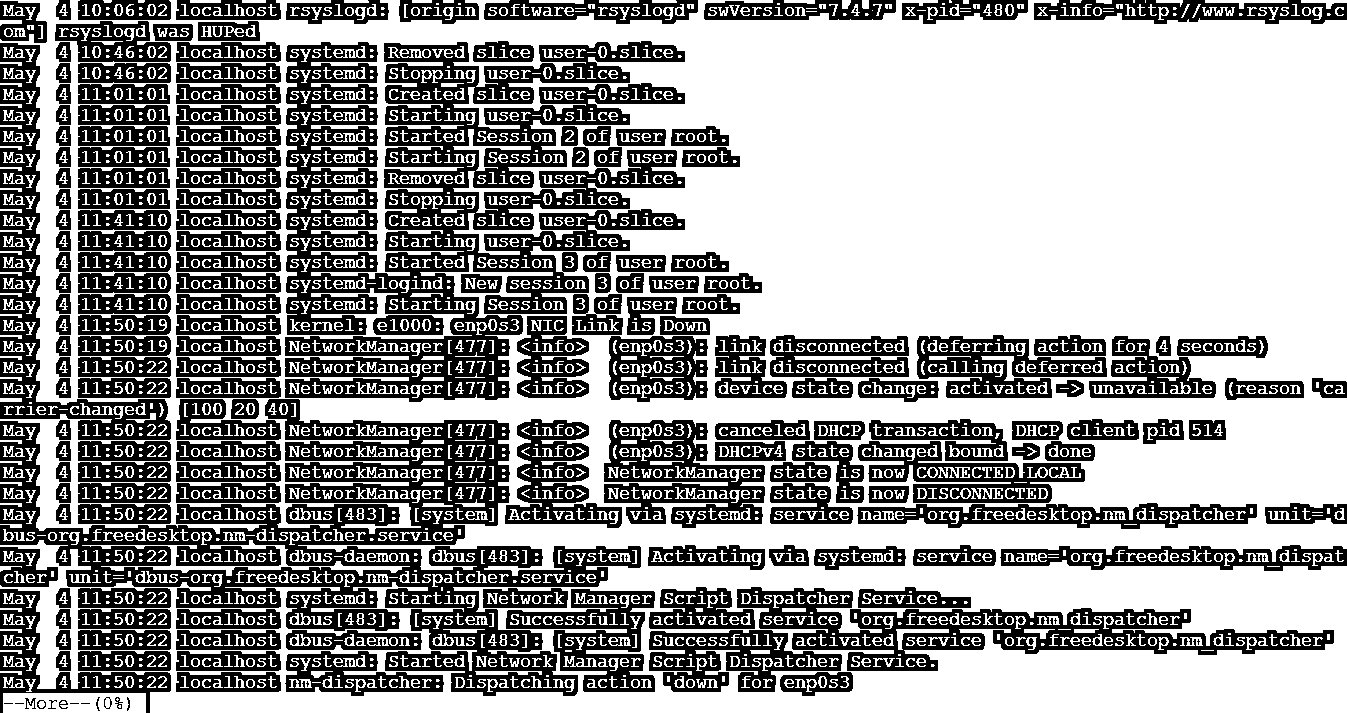 May  4 10:06:02 localhost rsyslogd: [origin software="rsyslogd" swVersion="7.4.7" x-pid="480" x-info="http://www.rsyslog.c
om"] rsyslogd was HUPed
May  4 10:46:02 localhost systemd: Removed slice user-0.slice.
May  4 10:46:02 localhost systemd: Stopping user-0.slice.
May  4 11:01:01 localhost systemd: Created slice user-0.slice.
May  4 11:01:01 localhost systemd: Starting user-0.slice.
May  4 11:01:01 localhost systemd: Started Session 2 of user root.
May  4 11:01:01 localhost systemd: Starting Session 2 of user root.
May  4 11:01:01 localhost systemd: Removed slice user-0.slice.
May  4 11:01:01 localhost systemd: Stopping user-0.slice.
May  4 11:41:10 localhost systemd: Created slice user-0.slice.
May  4 11:41:10 localhost systemd: Starting user-0.slice.
May  4 11:41:10 localhost systemd: Started Session 3 of user root.
May  4 11:41:10 localhost systemd-logind: New session 3 of user root.
May  4 11:41:10 localhost systemd: Starting Session 3 of user root.
May  4 11:50:19 localhost kernel: e1000: enp0s3 NIC Link is Down
May  4 11:50:19 localhost NetworkManager[477]: <info>  (enp0s3): link disconnected (deferring action for 4 seconds)
May  4 11:50:22 localhost NetworkManager[477]: <info>  (enp0s3): link disconnected (calling deferred action)
May  4 11:50:22 localhost NetworkManager[477]: <info>  (enp0s3): device state change: activated -> unavailable (reason 'ca
rrier-changed') [100 20 40]
May  4 11:50:22 localhost NetworkManager[477]: <info>  (enp0s3): canceled DHCP transaction, DHCP client pid 514
May  4 11:50:22 localhost NetworkManager[477]: <info>  (enp0s3): DHCPv4 state changed bound -> done
May  4 11:50:22 localhost NetworkManager[477]: <info>  NetworkManager state is now CONNECTED_LOCAL
May  4 11:50:22 localhost NetworkManager[477]: <info>  NetworkManager state is now DISCONNECTED
May  4 11:50:22 localhost dbus[483]: [system] Activating via systemd: service name='org.freedesktop.nm_dispatcher' unit='d
bus-org.freedesktop.nm-dispatcher.service'
May  4 11:50:22 localhost dbus-daemon: dbus[483]: [system] Activating via systemd: service name='org.freedesktop.nm_dispat
cher' unit='dbus-org.freedesktop.nm-dispatcher.service'
May  4 11:50:22 localhost systemd: Starting Network Manager Script Dispatcher Service...
May  4 11:50:22 localhost dbus[483]: [system] Successfully activated service 'org.freedesktop.nm_dispatcher'
May  4 11:50:22 localhost dbus-daemon: dbus[483]: [system] Successfully activated service 'org.freedesktop.nm_dispatcher'
May  4 11:50:22 localhost systemd: Started Network Manager Script Dispatcher Service.
May  4 11:50:22 localhost nm-dispatcher: Dispatching action 'down' for enp0s3
--More--(0%)